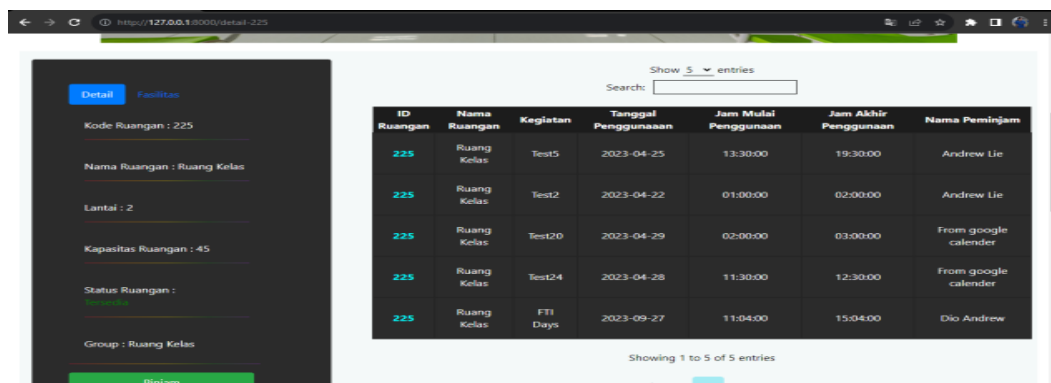 http://127.0.0.1:8000/detail-225
Detail Fasilitas
Kode Ruangan : 225
Nama Ruangan : Ruang Kelas
Lantai : 2
Kapasitas Ruangan : 45
Status Ruangan :
Tersedia
Group : Ruang Kelas
Pinjam
Show 5 entries
Search:
ID Ruangan Nama Ruangan Kegiatan Tanggal Penggunaaan Jam Mulai Penggunaan Jam Akhir Penggunaan Nama Peminjam
225 Ruang Kelas Test5 2023-04-25 13:30:00 19:30:00 Andrew Lie
225 Ruang Kelas Test2 2023-04-22 01:00:00 02:00:00 Andrew Lie
225 Ruang Kelas Test20 2023-04-29 02:00:00 03:00:00 From google calender
225 Ruang Kelas Test24 2023-04-28 11:30:00 12:30:00 From google calender
225 Ruang Kelas FTI Days 2023-09-27 11:04:00 15:04:00 Dio Andrew
Showing 1 to 5 of 5 entries